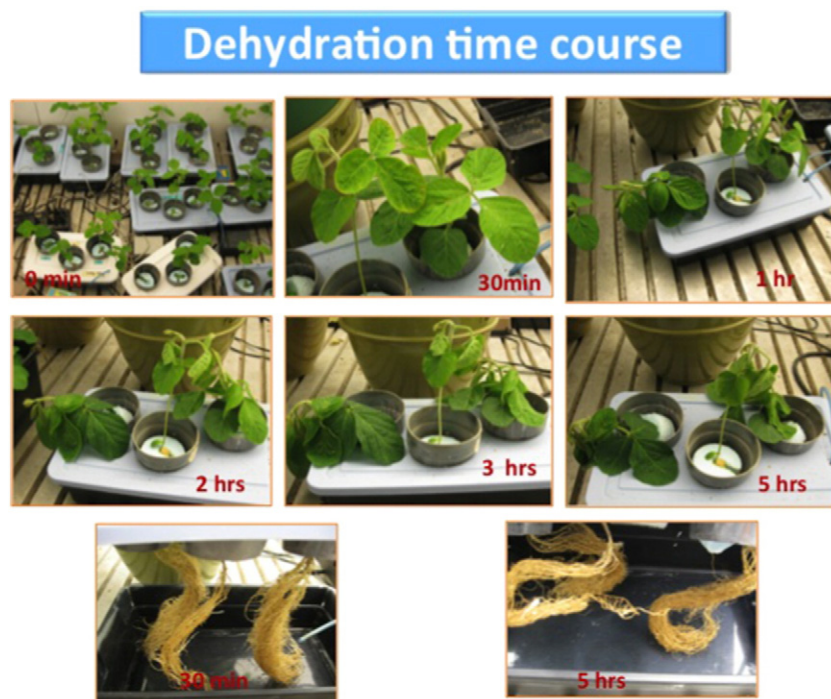 Dehydration time course
0 min
30min
1 hr
2 hrs
3 hrs
5 hrs
30 min
5 hrs